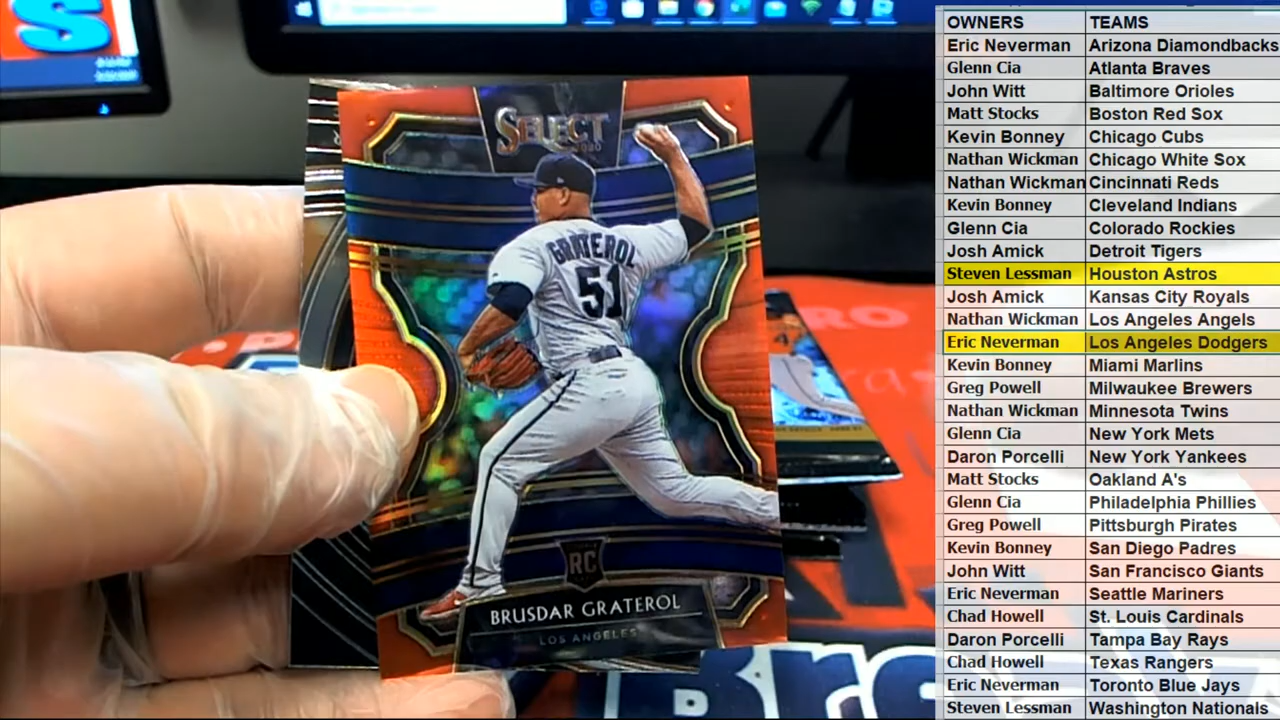 S
SELECT
2020
GRATEROL
51
RC
BRUSDAR GRATEROL
LOS ANGELES
Bre
OWNERS TEAMS
Eric Neverman Arizona Diamondbacks
Glenn Cia Atlanta Braves
John Witt Baltimore Orioles
Matt Stocks Boston Red Sox
Kevin Bonney Chicago Cubs
Nathan Wickman Chicago White Sox
Nathan Wickman Cincinnati Reds
Kevin Bonney Cleveland Indians
Glenn Cia Colorado Rockies
Josh Amick Detroit Tigers
Steven Lessman Houston Astros
Josh Amick Kansas City Royals
Nathan Wickman Los Angeles Angels
Eric Neverman Los Angeles Dodgers
Kevin Bonney Miami Marlins
Greg Powell Milwaukee Brewers
Nathan Wickman Minnesota Twins
Glenn Cia New York Mets
Daron Porcelli New York Yankees
Matt Stocks Oakland A's
Glenn Cia Philadelphia Phillies
Greg Powell Pittsburgh Pirates
Kevin Bonney San Diego Padres
John Witt San Francisco Giants
Eric Neverman Seattle Mariners
Chad Howell St. Louis Cardinals
Daron Porcelli Tampa Bay Rays
Chad Howell Texas Rangers
Eric Neverman Toronto Blue Jays
Steven Lessman Washington Nationals